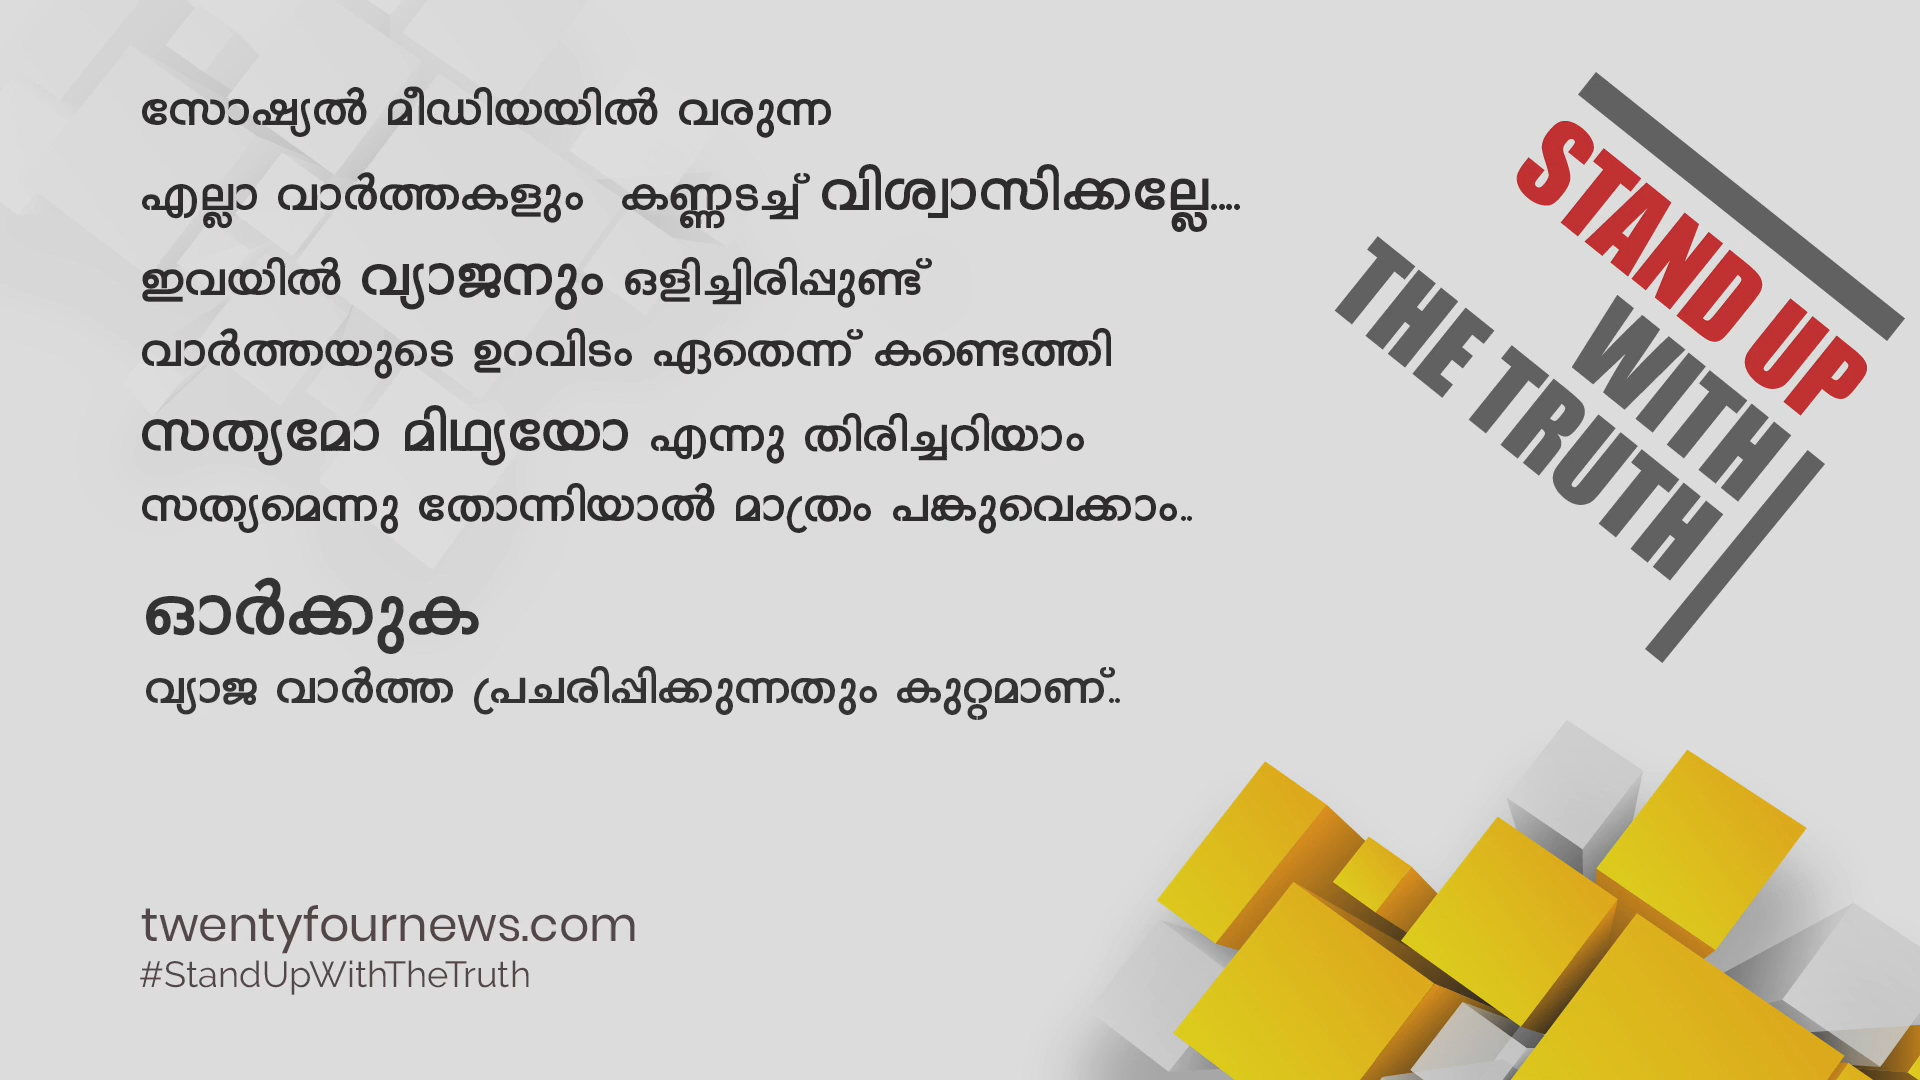 സോഷ്യൽ മീഡിയയിൽ വരുന്ന
എല്ലാ വാർത്തകളും കണ്ണടച്ച് വിശ്വാസിക്കല്ലേ....
ഇവയിൽ വ്യാജനും ഒളിച്ചിരിപ്പുണ്ട്
വാർത്തയുടെ ഉറവിടം ഏതെന്ന് കണ്ടെത്തി
സത്യമോ മിഥ്യയോ എന്നു തിരിച്ചറിയാം
സത്യമെന്നു തോന്നിയാൽ മാത്രം പങ്കുവെക്കാം..
ഓർക്കുക
വ്യാജ വാർത്ത പ്രചരിപ്പിക്കുന്നതും കുറ്റമാണ്..
STAND UP
WITH
THE TRUTH
twentyfournews.com
#StandUpWithTheTruth